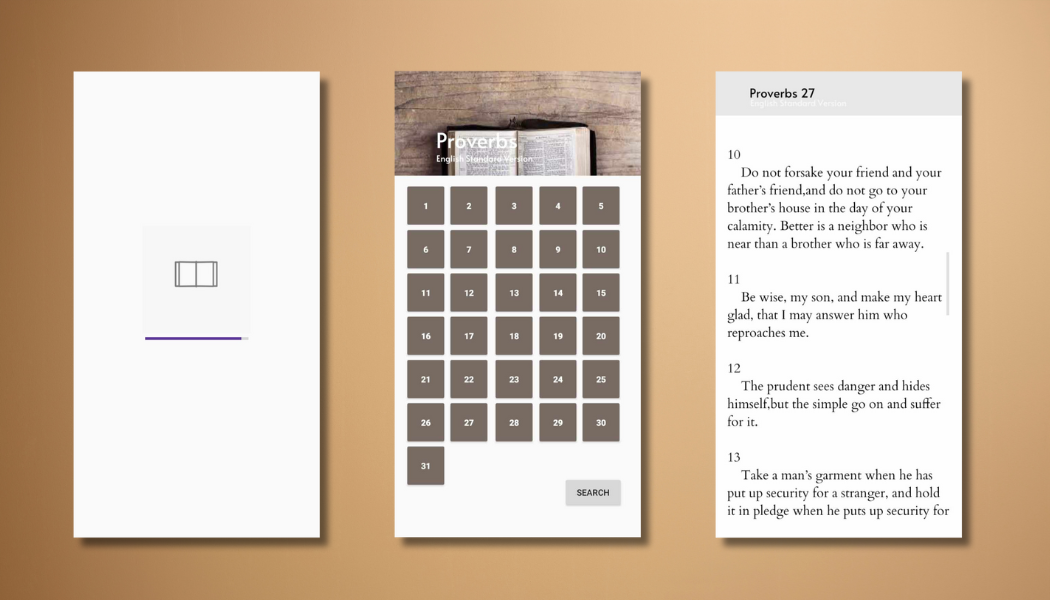 Proverbs
English Standard Version
1 2 3 4 5
6 7 8 9 10
11 12 13 14 15
16 17 18 19 20
21 22 23 24 25
26 27 28 29 30
31
SEARCH
Proverbs 27
English Standard Version
10
Do not forsake your friend and your
father’s friend,and do not go to your
brother’s house in the day of your
calamity. Better is a neighbor who is
near than a brother who is far away.
11
Be wise, my son, and make my heart
glad, that I may answer him who
reproaches me.
12
The prudent sees danger and hides
himself,but the simple go on and suffer
for it.
13
Take a man’s garment when he has
put up security for a stranger, and hold
it in pledge when he puts up security for